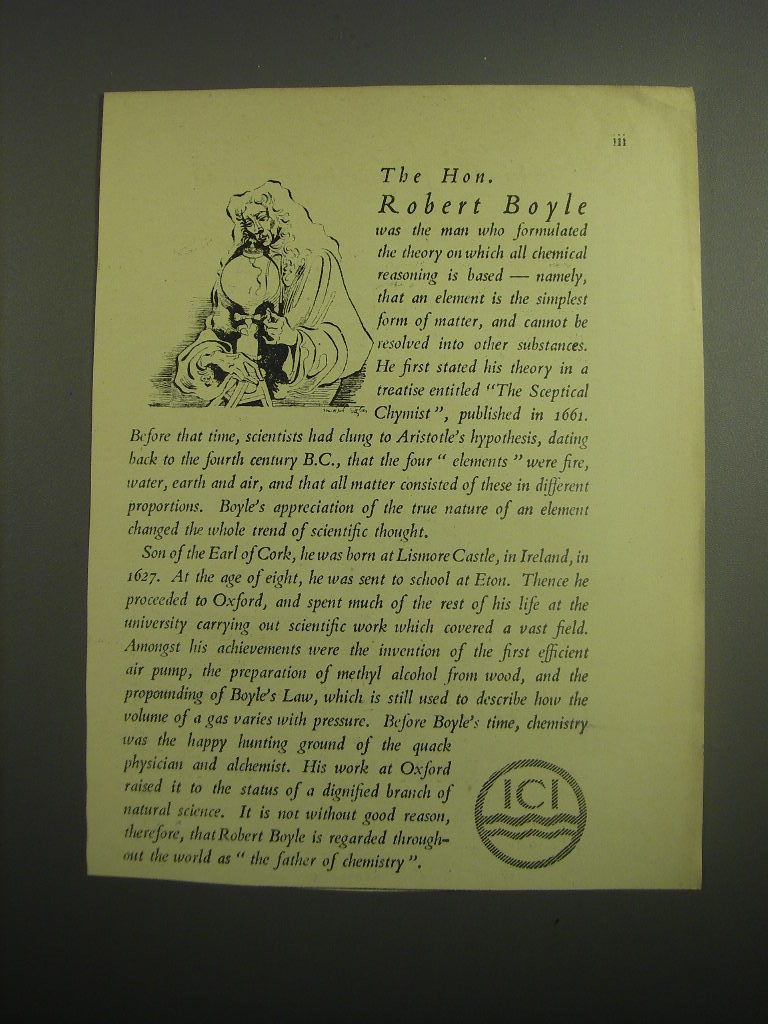 iii
The Hon.
Robert Boyle
was the man who formulated
the theory on which all chemical
reasoning is based — namely,
that an element is the simplest
form of matter, and cannot be
resolved into other substances.
He first stated his theory in a
treatise entitled "The Sceptical
Chymist", published in 1661.
Before that time, scientists had clung to Aristotle's hypothesis, dating
back to the fourth century B.C., that the four " elements " were fire,
water, earth and air, and that all matter consisted of these in different
proportions. Boyle's appreciation of the true nature of an element
changed the whole trend of scientific thought.
Son of the Earl of Cork, he was born at Lismore Castle, in Ireland, in
1627. At the age of eight, he was sent to school at Eton. Thence he
proceeded to Oxford, and spent much of the rest of his life at the
university carrying out scientific work which covered a vast field.
Amongst his achievements were the invention of the first efficient
air pump, the preparation of methyl alcohol from wood, and the
propounding of Boyle's Law, which is still used to describe how the
volume of a gas varies with pressure. Before Boyle's time, chemistry
was the happy hunting ground of the quack
physician and alchemist. His work at Oxford
raised it to the status of a dignified branch of
natural science. It is not without good reason,
therefore, that Robert Boyle is regarded through-
out the world as " the father of chemistry ".
ICI